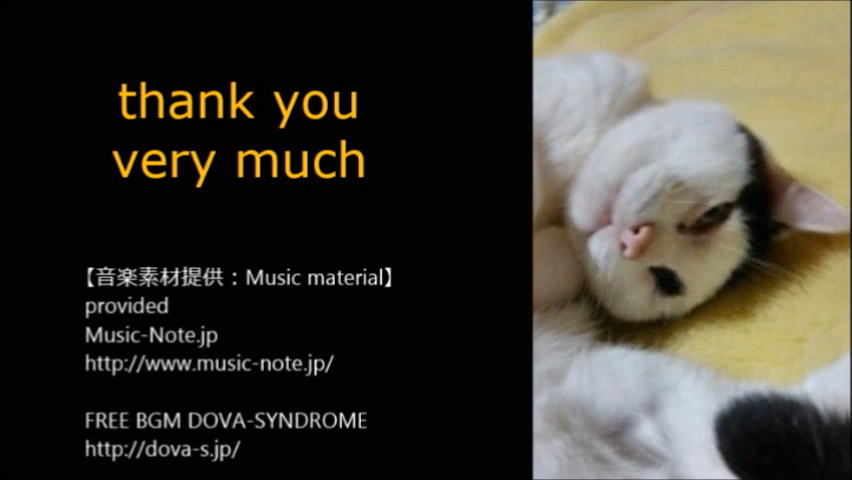 thank you
very much
【音楽素材提供：Music material】
provided
Music-Note.jp
http://www.music-note.jp/
FREE BGM DOVA-SYNDROME
http://dova-s.jp/